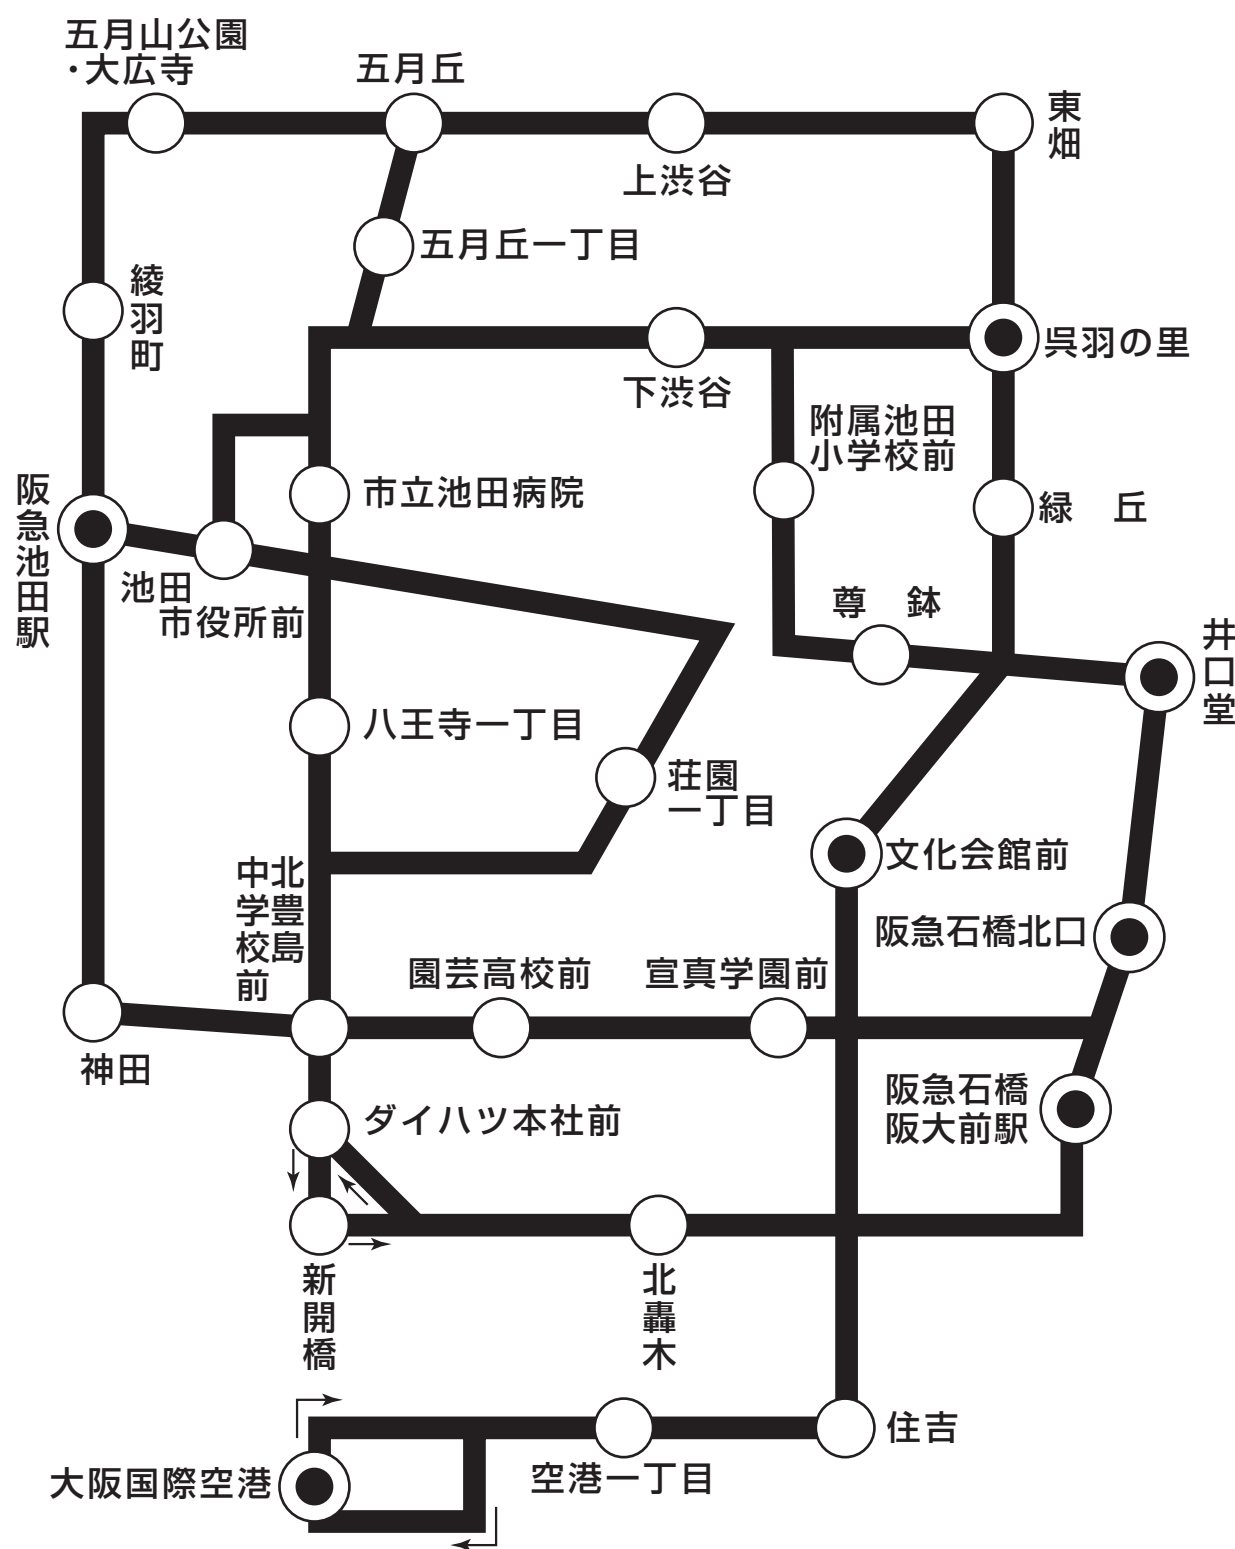 五月山公園
・大広寺
五月丘
東畑
上渋谷
五月丘一丁目
綾羽町
呉羽の里
下渋谷
附属池田
小学校前
阪急池田駅
市立池田病院
緑 丘
池田
市役所前
尊 鉢
井口堂
八王寺一丁目
荘園
一丁目
文化会館前
北豊島
中学校前
阪急石橋北口
園芸高校前
宣真学園前
神田
阪急石橋
阪大前駅
ダイハツ本社前
新開橋
北轟木
大阪国際空港
空港一丁目
住吉